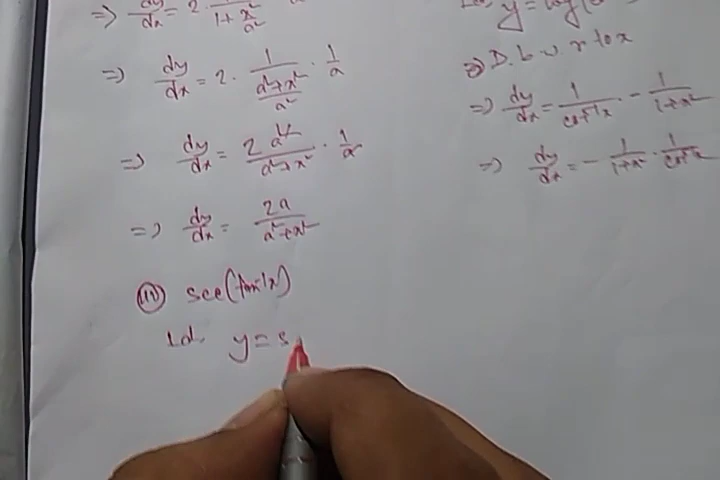 => dy/dx = 2 · 1/(1 + x²/a²)
=> dy/dx = 2 · 1/((a²+x²)/a²) · 1/a
=> dy/dx = 2a²/(a²+x²) · 1/a
=> dy/dx = 2a/(a²+x²)
(iv) sec(tan⁻¹x)
Let. y = s
y = log(
=> D. b. w. r to x
=> dy/dx = 1/cot⁻¹x · - 1/(1+x²)
=> dy/dx = - 1/(1+x²) · 1/cot⁻¹x